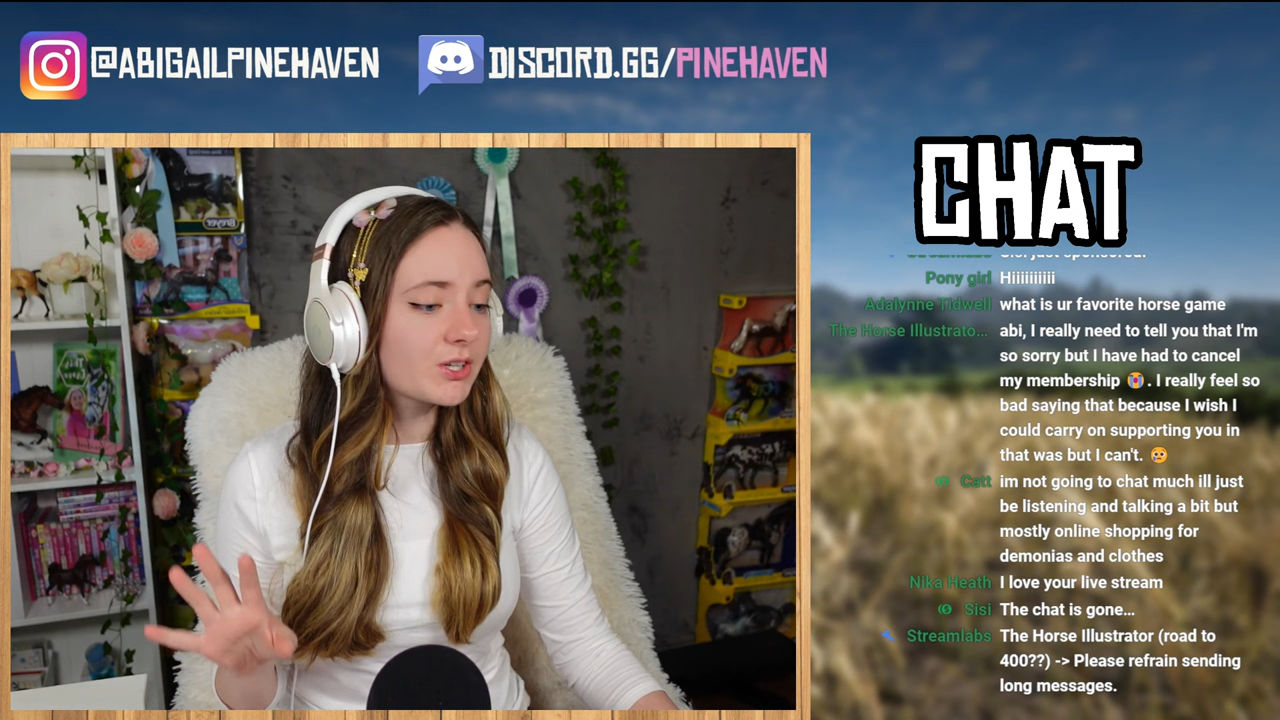 @ABIGAILPINEHAVEN
DISCORD.GG/PINEHAVEN
CHAT
Pony girl Hiiiiiiiiii
Adalynne Tidwell what is ur favorite horse game
The Horse Illustrato... abi, I really need to tell you that I'm
so sorry but I have had to cancel
my membership 😭 . I really feel so
bad saying that because I wish I
could carry on supporting you in
that was but I can't. 😢
Catt im not going to chat much ill just
be listening and talking a bit but
mostly online shopping for
demonias and clothes
Nika Heath I love your live stream
Sisi The chat is gone…
Streamlabs The Horse Illustrator (road to
400??) -> Please refrain sending
long messages.